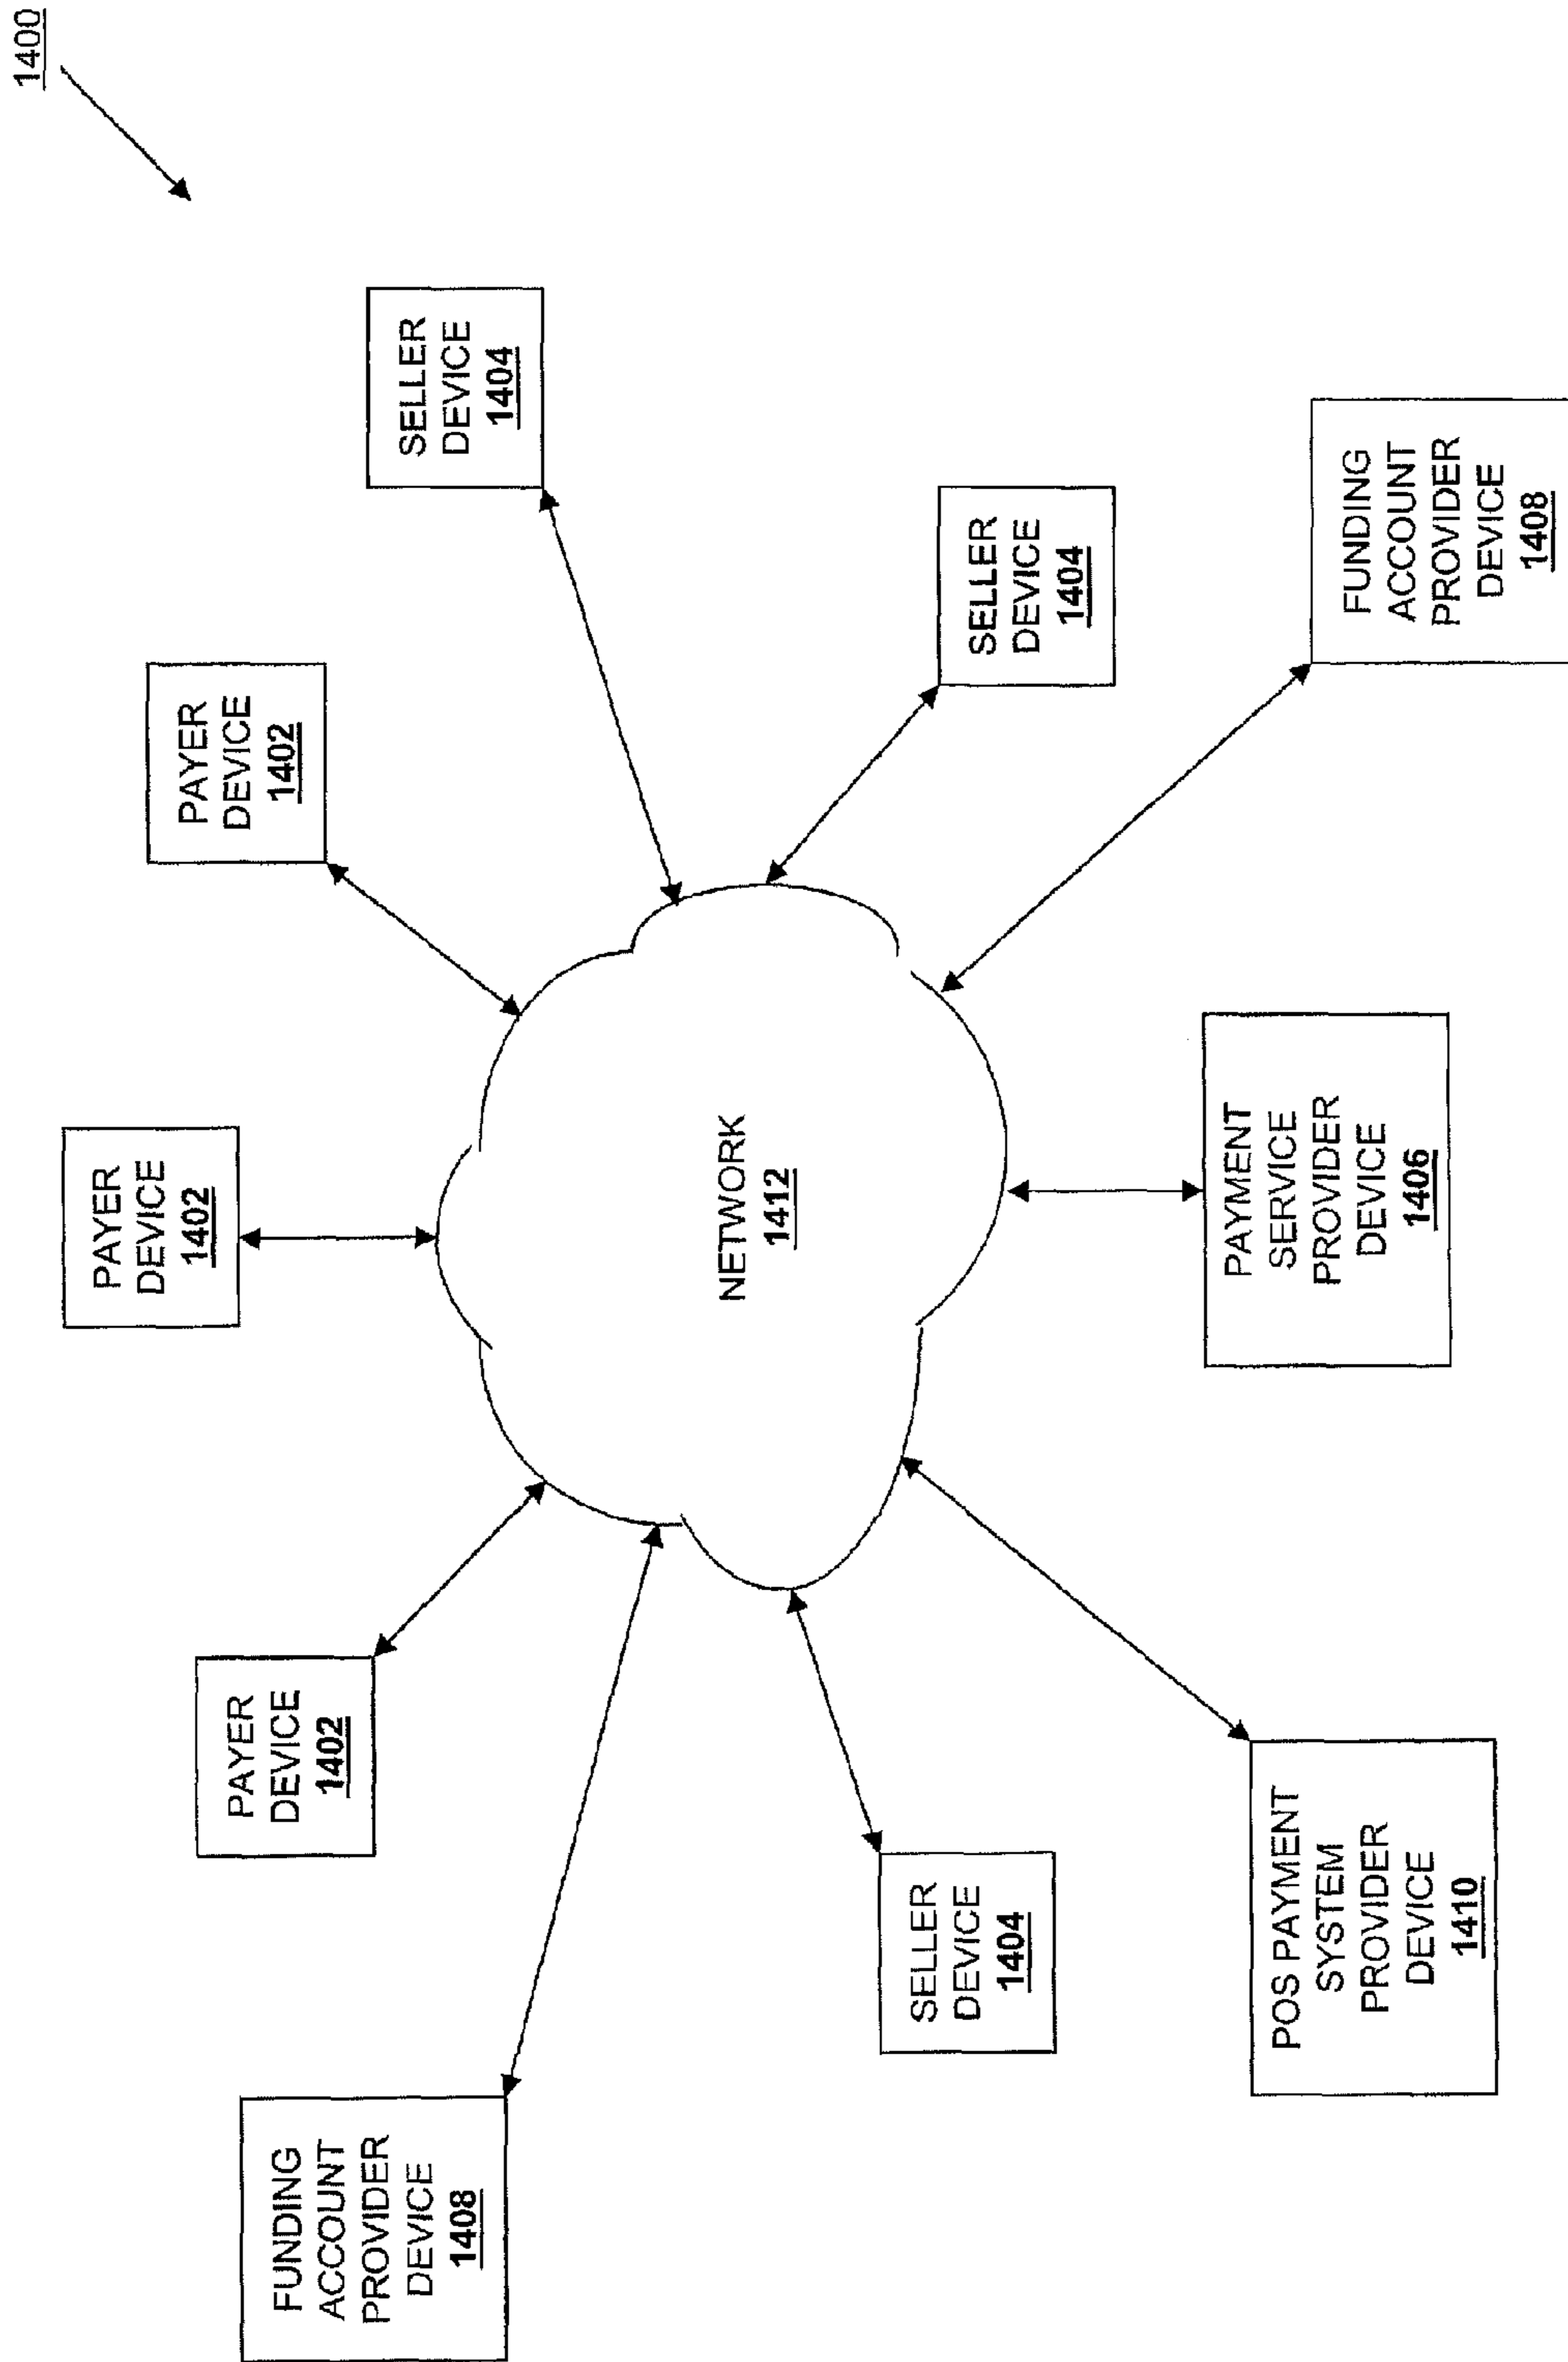 1400
FUNDING
ACCOUNT
PROVIDER
DEVICE
1408
PAYER
DEVICE
1402
PAYER
DEVICE
1402
PAYER
DEVICE
1402
SELLER
DEVICE
1404
SELLER
DEVICE
1404
NETWORK
1412
SELLER
DEVICE
1404
POS PAYMENT
SYSTEM
PROVIDER
DEVICE
1410
PAYMENT
SERVICE
PROVIDER
DEVICE
1406
FUNDING
ACCOUNT
PROVIDER
DEVICE
1408